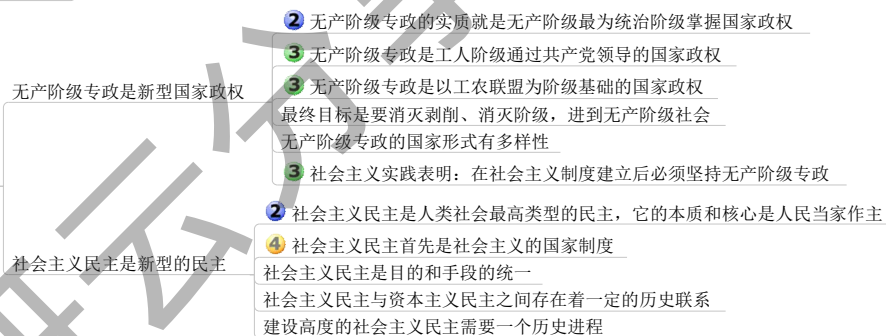 2 无产阶级专政的实质就是无产阶级最为统治阶级掌握国家政权
3 无产阶级专政是工人阶级通过共产党领导的国家政权
3 无产阶级专政是以工农联盟为阶级基础的国家政权
无产阶级专政是新型国家政权
最终目标是要消灭剥削、消灭阶级，进到无产阶级社会
无产阶级专政的国家形式有多样性
3 社会主义实践表明：在社会主义制度建立后必须坚持无产阶级专政
2 社会主义民主是人类社会最高类型的民主，它的本质和核心是人民当家作主
4 社会主义民主首先是社会主义的国家制度
社会主义民主是新型的民主
社会主义民主是目的和手段的统一
社会主义民主与资本主义民主之间存在着一定的历史联系
建设高度的社会主义民主需要一个历史进程